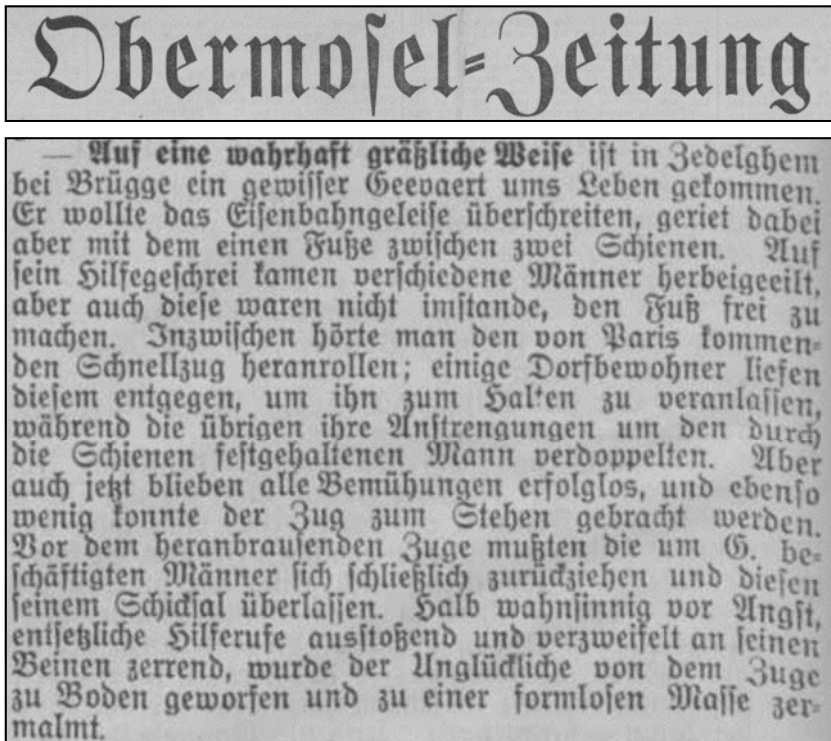 Obermosel-Zeitung
— Auf eine wahrhaft gräßliche Weise ist in Zedelghem
bei Brügge ein gewisser Geevaert ums Leben gekommen.
Er wollte das Eisenbahngeleise überschreiten, geriet dabei
aber mit dem einen Fuße zwischen zwei Schienen. Auf
sein Hilfegeschrei kamen verschiedene Männer herbeigeeilt,
aber auch diese waren nicht imstande, den Fuß frei zu
machen. Inzwischen hörte man den von Paris kommen-
den Schnellzug heranrollen; einige Dorfbewohner liefen
diesem entgegen, um ihn zum Halten zu veranlassen,
während die übrigen ihre Anstrengungen um den durch
die Schienen festgehaltenen Mann verdoppelten. Aber
auch jetzt blieben alle Bemühungen erfolglos, und ebenso
wenig konnte der Zug zum Stehen gebracht werden.
Vor dem heranbrausenden Zuge mußten die um G. be-
schäftigten Männer sich schließlich zurückziehen und diesen
seinem Schicksal überlassen. Halb wahnsinnig vor Angst,
entsetzliche Hilferufe ausstoßend und verzweifelt an seinen
Beinen zerrend, wurde der Unglückliche von dem Zuge
zu Boden geworfen und zu einer formlosen Masse zer-
malmt.